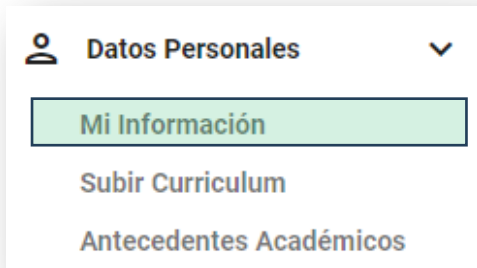 Datos Personales
Mi Información
Subir Curriculum
Antecedentes Académicos